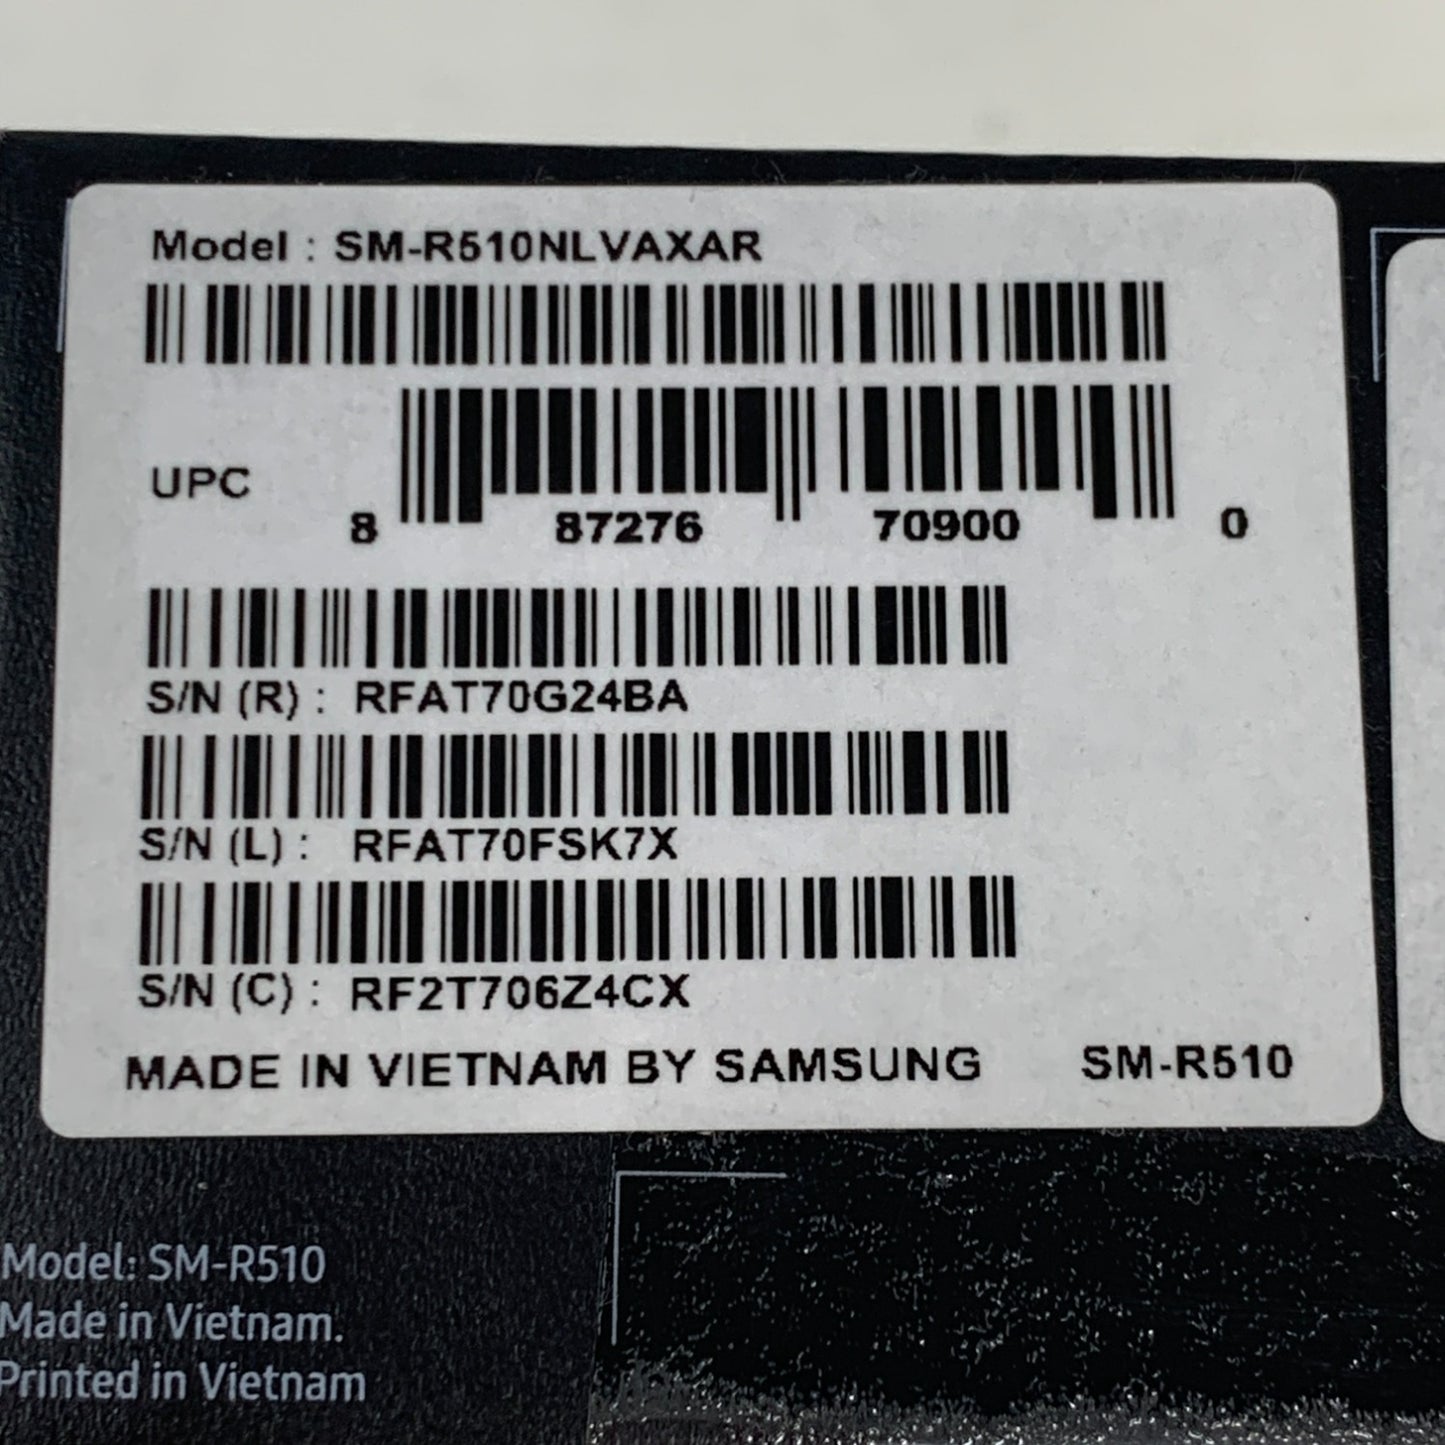 Model : SM-R510NLVAXAR
UPC 8 87276 70900 0
S/N (R) : RFAT70G24BA
S/N (L) : RFAT70FSK7X
S/N (C) : RF2T706Z4CX
MADE IN VIETNAM BY SAMSUNG SM-R510
Model: SM-R510
Made in Vietnam.
Printed in Vietnam